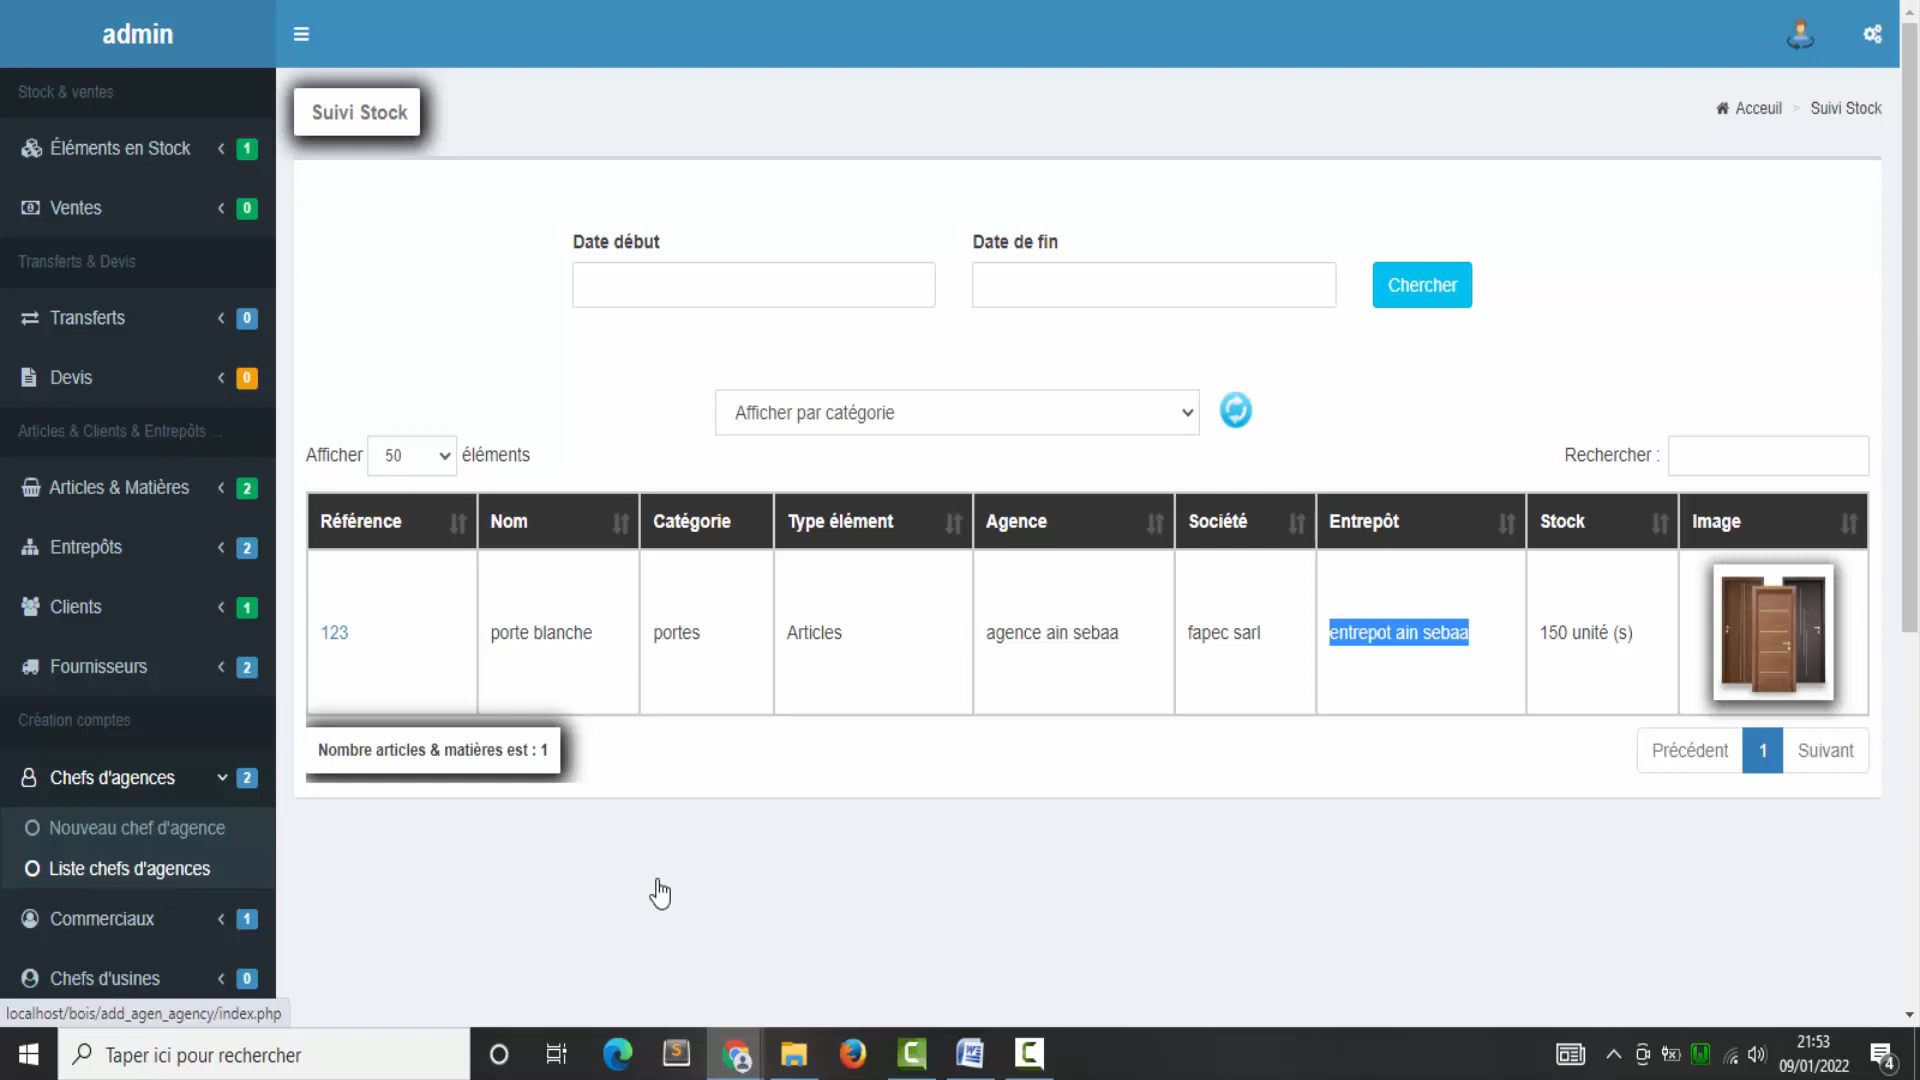 admin
Stock & ventes
Éléments en Stock 1
Ventes 0
Transferts & Devis
Transferts 0
Devis 0
Articles & Clients & Entrepôts ...
Articles & Matières 2
Entrepôts 2
Clients 1
Fournisseurs 2
Création comptes
Chefs d'agences 2
Nouveau chef d'agence
Liste chefs d'agences
Commerciaux 1
Chefs d'usines 0
localhost/bois/add_agen_agency/index.php
Suivi Stock
Acceuil > Suivi Stock
Date début Date de fin
Chercher
Afficher par catégorie
Afficher 50 éléments Rechercher :
Référence Nom Catégorie Type élément Agence Société Entrepôt Stock Image
123 porte blanche portes Articles agence ain sebaa fapec sarl entrepot ain sebaa 150 unité (s)
Nombre articles & matières est : 1
Précédent 1 Suivant
Taper ici pour rechercher
21:53
09/01/2022
4